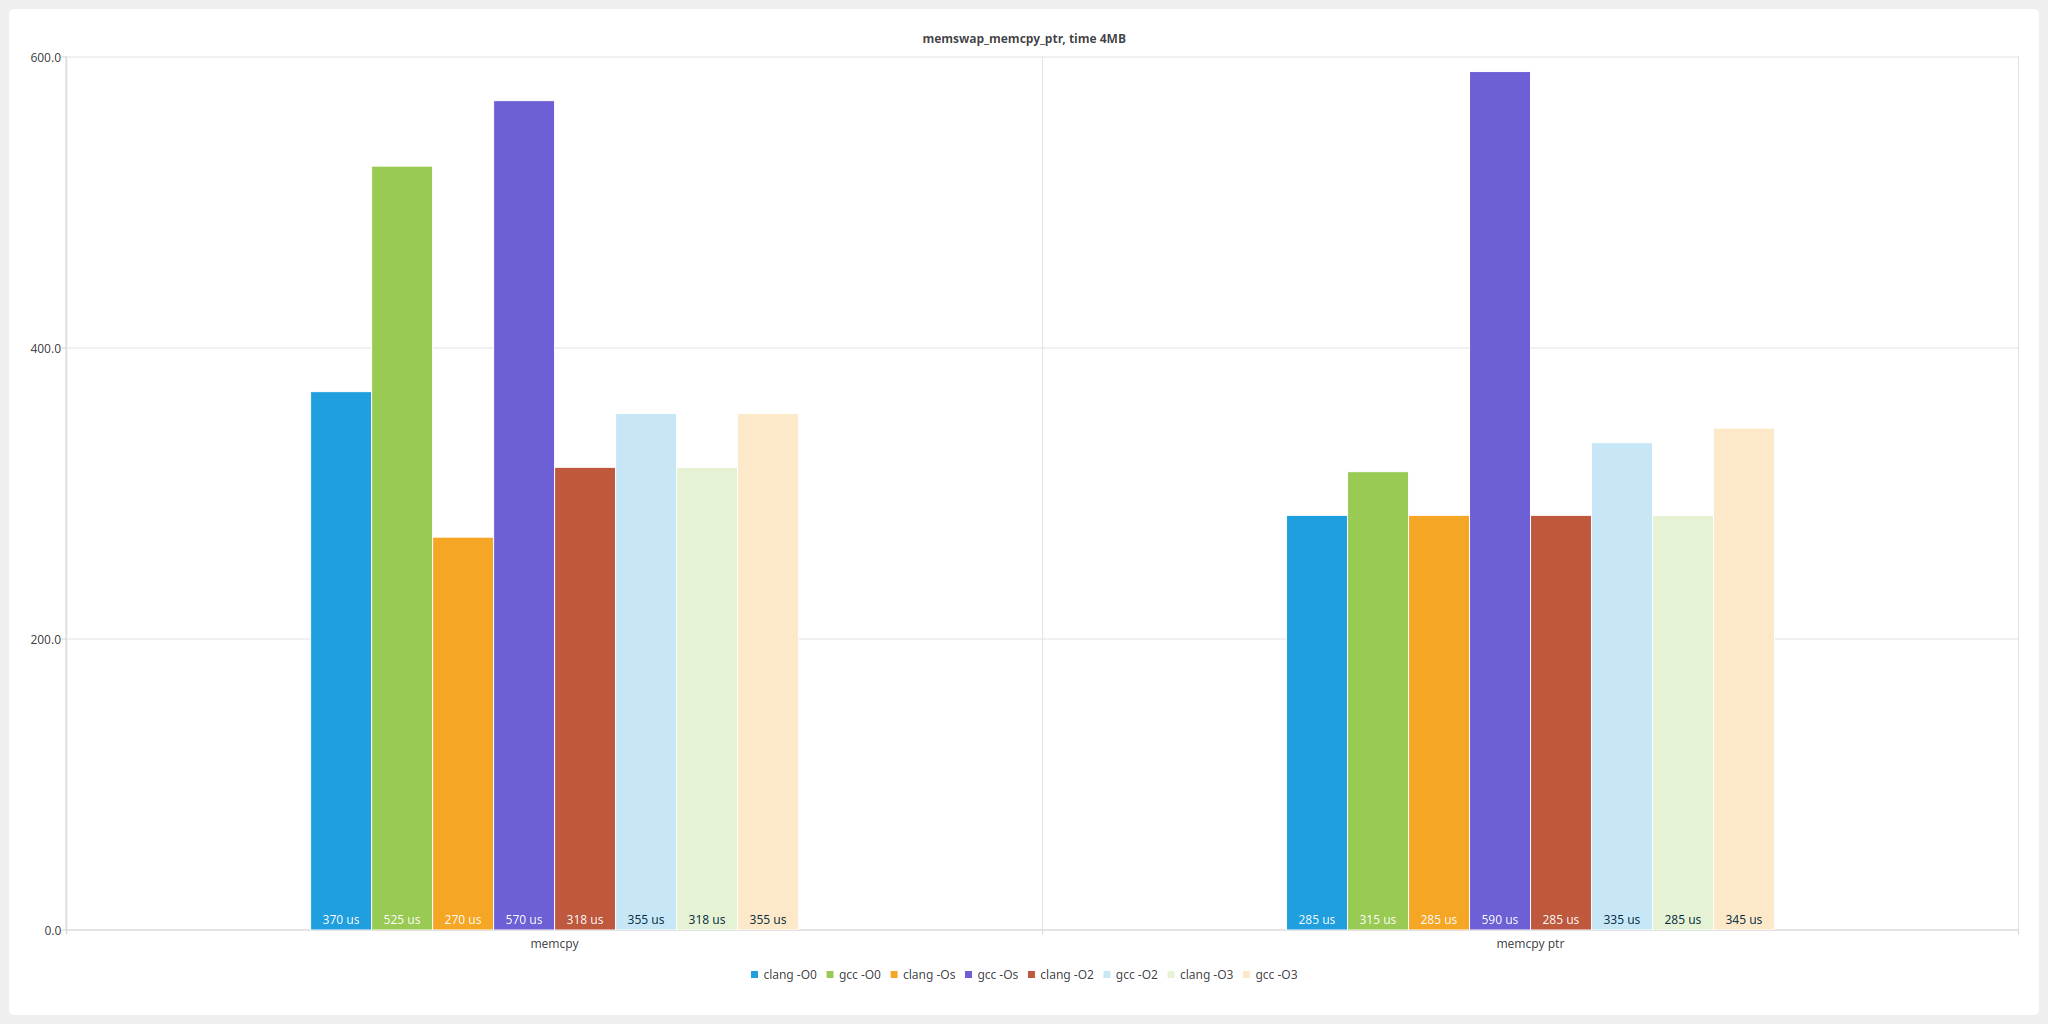 memswap_memcpy_ptr, time 4MB
600.0
400.0
200.0
0.0
370 us 525 us 270 us 570 us 318 us 355 us 318 us 355 us 285 us 315 us 285 us 590 us 285 us 335 us 285 us 345 us
memcpy memcpy ptr
clang -O0 gcc -O0 clang -Os gcc -Os clang -O2 gcc -O2 clang -O3 gcc -O3